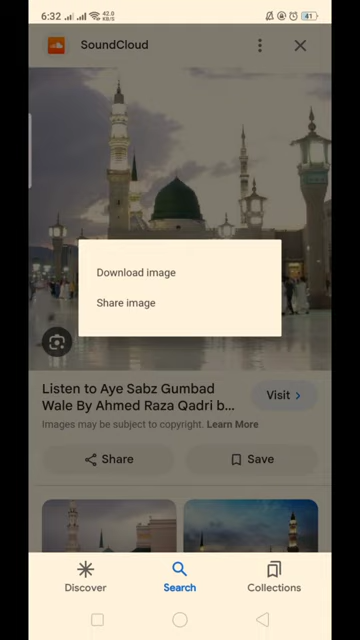 6:32
42.0
KB/S
41
SoundCloud
Download image
Share image
Listen to Aye Sabz Gumbad
Wale By Ahmed Raza Qadri b...
Visit
Images may be subject to copyright. Learn More
Share
Save
Discover
Search
Collections